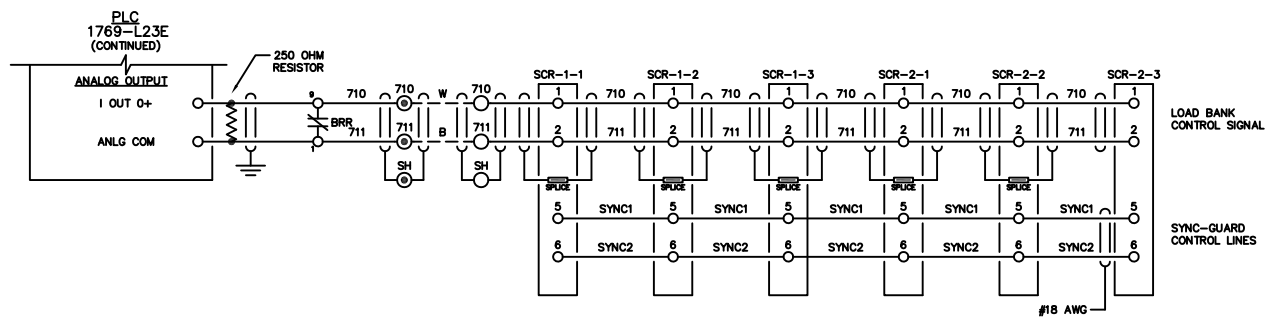 PLC
1769-L23E
(CONTINUED)
ANALOG OUTPUT
I OUT 0+
ANLG COM
250 OHM
RESISTOR
9
BRR
1
710
710
W
710
711
711
B
711
SH
SH
SCR-1-1
SCR-1-2
SCR-1-3
SCR-2-1
SCR-2-2
SCR-2-3
1
710
1
710
1
710
1
710
1
710
1
2
711
2
711
2
711
2
711
2
711
2
SPLICE
SPLICE
SPLICE
SPLICE
SPLICE
5
SYNC1
5
SYNC1
5
SYNC1
5
SYNC1
5
SYNC1
5
6
SYNC2
6
SYNC2
6
SYNC2
6
SYNC2
6
SYNC2
6
LOAD BANK
CONTROL SIGNAL
SYNC-GUARD
CONTROL LINES
#18 AWG